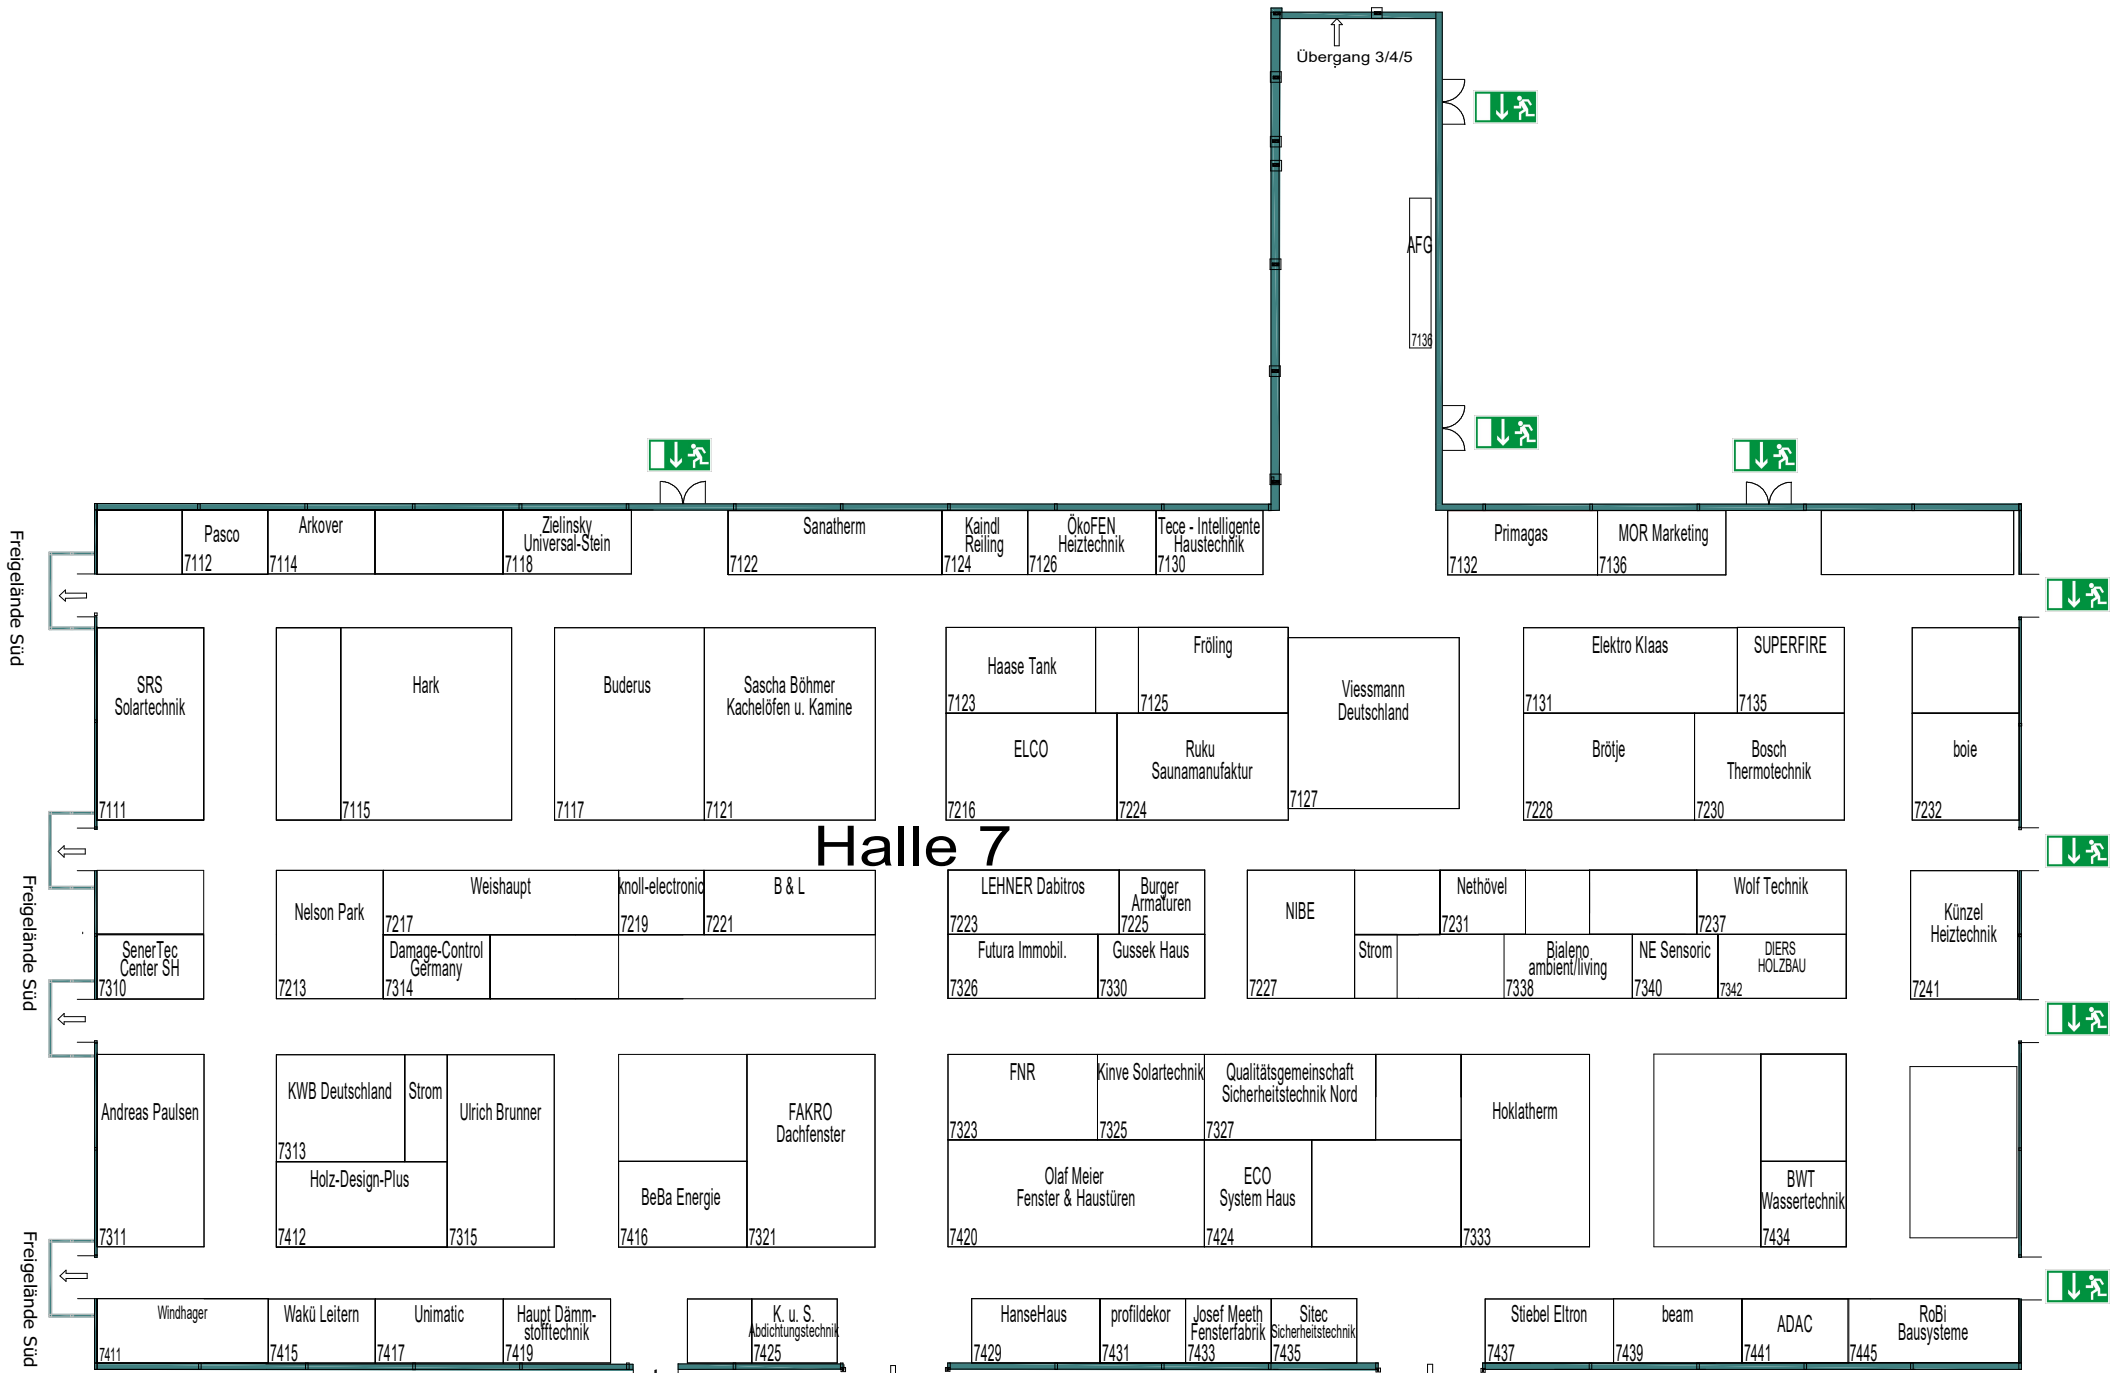 Übergang 3/4/5
AFG
7136
Freigelände Süd
Pasco
7112
Arkover
7114
Zielinsky
Universal-Stein
7118
Sanatherm
7122
Kaindl
Reiling
7124
ÖkoFEN
Heiztechnik
7126
Tece - Intelligente
Haustechnik
7130
Primagas
7132
MOR Marketing
7136
SRS
Solartechnik
7111
Hark
7115
Buderus
7117
Sascha Böhmer
Kachelöfen u. Kamine
7121
Haase Tank
7123
Fröling
7125
Viessmann
Deutschland
7127
Elektro Klaas
7131
SUPERFIRE
7135
ELCO
7216
Ruku
Saunamanufaktur
7224
Brötje
7228
Bosch
Thermotechnik
7230
boie
7232
Halle 7
Freigelände Süd
SenerTec
Center SH
7310
Nelson Park
7213
Weishaupt
7217
knoll-electronic
7219
B & L
7221
Damage-Control
Germany
7314
LEHNER Dabitros
7223
Burger
Armaturen
7225
Futura Immobil.
7326
Gussek Haus
7330
NIBE
7227
Nethövel
7231
Wolf Technik
7237
Strom
Bialeno
ambient/living
7338
NE Sensoric
7340
DIERS
HOLZBAU
7342
Künzel
Heiztechnik
7241
Andreas Paulsen
7311
KWB Deutschland
7313
Strom
Ulrich Brunner
7315
Holz-Design-Plus
7412
BeBa Energie
7416
FAKRO
Dachfenster
7321
FNR
7323
Kinve Solartechnik
7325
Qualitätsgemeinschaft
Sicherheitstechnik Nord
7327
Hoklatherm
7333
Olaf Meier
Fenster & Haustüren
7420
ECO
System Haus
7424
BWT
Wassertechnik
7434
Freigelände Süd
Windhager
7411
Wakü Leitern
7415
Unimatic
7417
Haupt Dämm-
stofftechnik
7419
K. u. S.
Abdichtungstechnik
7425
HanseHaus
7429
profildekor
7431
Josef Meeth
Fensterfabrik
7433
Sitec
Sicherheitstechnik
7435
Stiebel Eltron
7437
beam
7439
ADAC
7441
RoBi
Bausysteme
7445